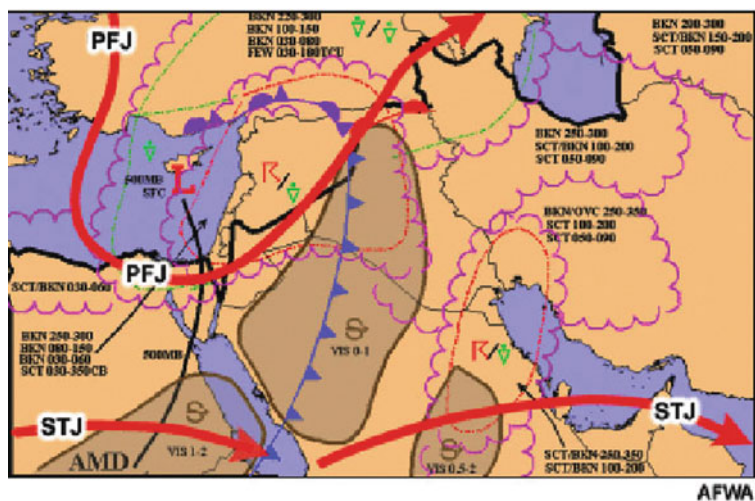 PFJ
BKN 220-300
BKN 100-150
BKN 030-080
FEW 030-180TCU
BKN 200-300
SCT/BKN 150-200
SCT 050-090
BKN 250-300
SCT/BKN 100-200
SCT 050-090
500MB
SFC
L
BKN/OVC 250-350
SCT 100-200
SCT 050-090
PFJ
SCT/BKN 030-060
BKN 250-300
BKN 080-150
BKN 030-060
SCT 030-350CB
500MB
VIS 0-1
STJ
VIS 1-2
AMD
VIS 0.5-2
STJ
SCT/BKN 250-350
SCT/BKN 100-200
AFWA